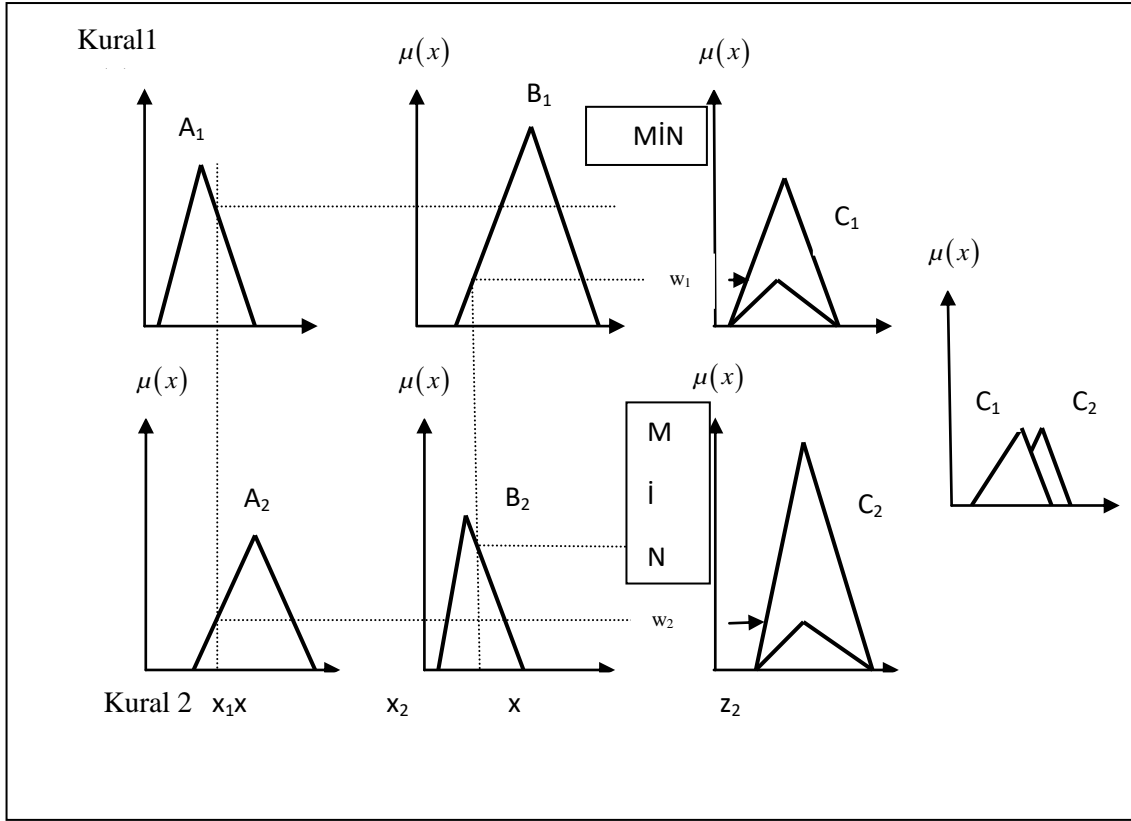 Kural1
μ(x)
μ(x)
A₁
B₁
MİN
C₁
w₁
μ(x)
μ(x)
μ(x)
μ(x)
A₂
B₂
M
İ
N
C₂
w₂
C₁
C₂
Kural 2 x₁x x₂ x z₂